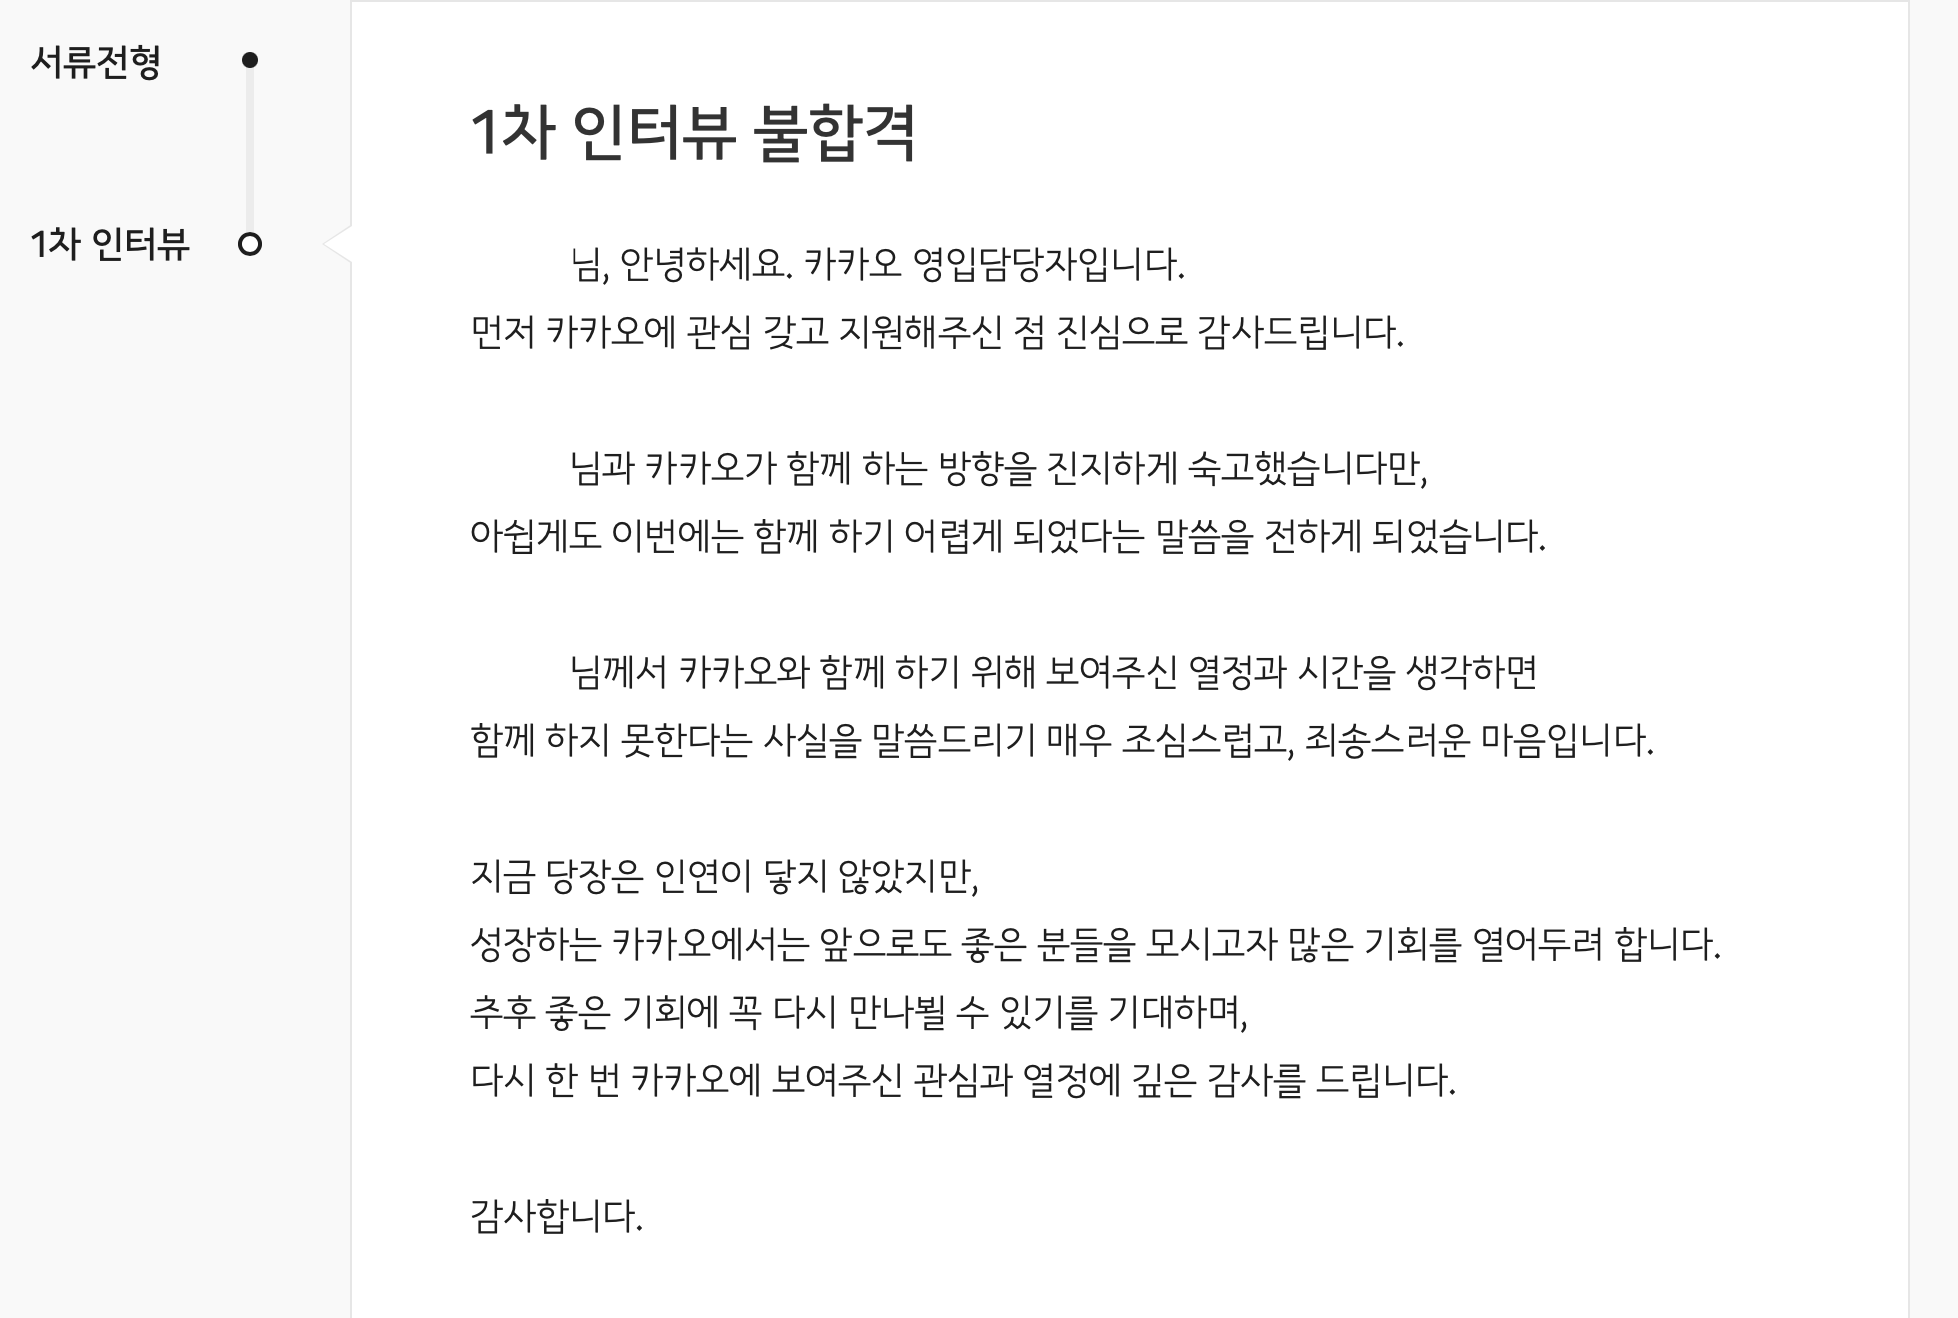 서류전형
1차 인터뷰
1차 인터뷰 불합격
님, 안녕하세요. 카카오 영입담당자입니다.
먼저 카카오에 관심 갖고 지원해주신 점 진심으로 감사드립니다.
님과 카카오가 함께 하는 방향을 진지하게 숙고했습니다만,
아쉽게도 이번에는 함께 하기 어렵게 되었다는 말씀을 전하게 되었습니다.
님께서 카카오와 함께 하기 위해 보여주신 열정과 시간을 생각하면
함께 하지 못한다는 사실을 말씀드리기 매우 조심스럽고, 죄송스러운 마음입니다.
지금 당장은 인연이 닿지 않았지만,
성장하는 카카오에서는 앞으로도 좋은 분들을 모시고자 많은 기회를 열어두려 합니다.
추후 좋은 기회에 꼭 다시 만나뵐 수 있기를 기대하며,
다시 한 번 카카오에 보여주신 관심과 열정에 깊은 감사를 드립니다.
감사합니다.